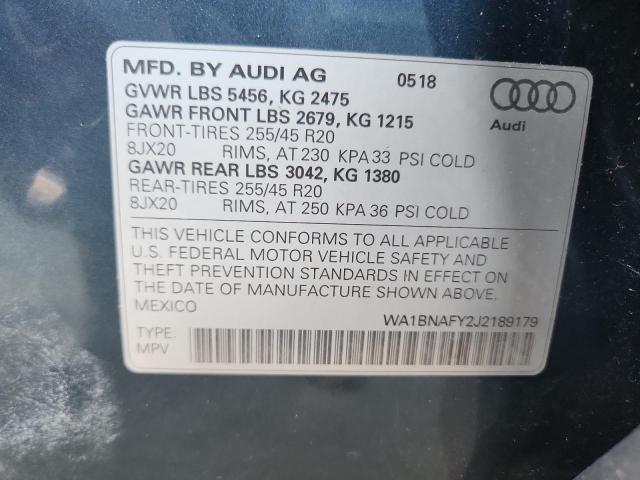 MFD. BY AUDI AG 0518
GVWR LBS 5456, KG 2475
GAWR FRONT LBS 2679, KG 1215
FRONT-TIRES 255/45 R20
8JX20 RIMS, AT 230 KPA 33 PSI COLD
GAWR REAR LBS 3042, KG 1380
REAR-TIRES 255/45 R20
8JX20 RIMS, AT 250 KPA 36 PSI COLD
Audi
THIS VEHICLE CONFORMS TO ALL APPLICABLE
U.S. FEDERAL MOTOR VEHICLE SAFETY AND
THEFT PREVENTION STANDARDS IN EFFECT ON
THE DATE OF MANUFACTURE SHOWN ABOVE.
MEXICO
WA1BNAFY2J2189179
TYPE:
MPV